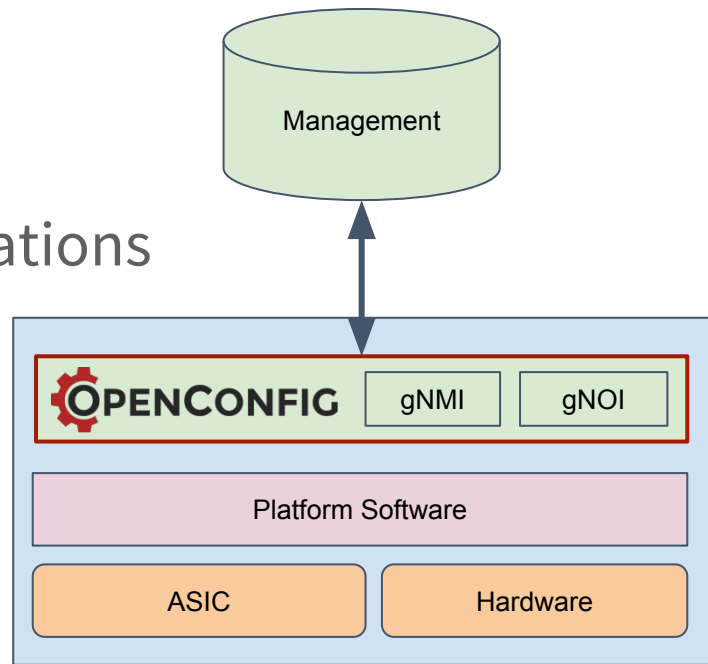 Management
ations
OPENCONFIG
gNMI
gNOI
Platform Software
ASIC
Hardware